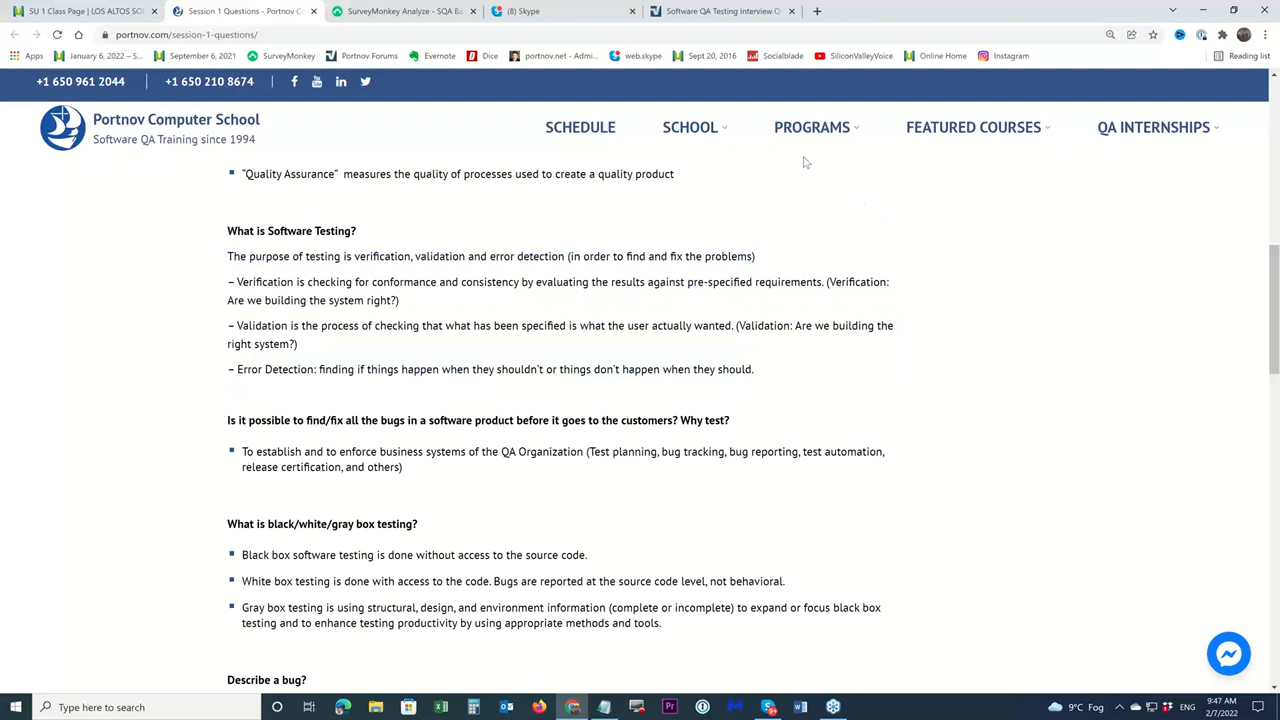 SU 1 Class Page | LOS ALTOS SO
Session 1 Questions - Portnov C
SurveyMonkey Analyze - SQA B
(8) Skype
Software QA Testing Interview Q
portnov.com/session-1-questions/
Apps
January 6, 2022 – S...
September 6, 2021
SurveyMonkey
Portnov Forums
Evernote
Dice
portnov.net - Admi...
web.skype
Sept 20, 2016
Socialblade
SiliconValleyVoice
Online Home
Instagram
Reading list
+1 650 961 2044
+1 650 210 8674
Portnov Computer School
Software QA Training since 1994
SCHEDULE
SCHOOL
PROGRAMS
FEATURED COURSES
QA INTERNSHIPS
"Quality Assurance" measures the quality of processes used to create a quality product
What is Software Testing?
The purpose of testing is verification, validation and error detection (in order to find and fix the problems)
– Verification is checking for conformance and consistency by evaluating the results against pre-specified requirements. (Verification:
Are we building the system right?)
– Validation is the process of checking that what has been specified is what the user actually wanted. (Validation: Are we building the
right system?)
– Error Detection: finding if things happen when they shouldn't or things don't happen when they should.
Is it possible to find/fix all the bugs in a software product before it goes to the customers? Why test?
To establish and to enforce business systems of the QA Organization (Test planning, bug tracking, bug reporting, test automation,
release certification, and others)
What is black/white/gray box testing?
Black box software testing is done without access to the source code.
White box testing is done with access to the code. Bugs are reported at the source code level, not behavioral.
Gray box testing is using structural, design, and environment information (complete or incomplete) to expand or focus black box
testing and to enhance testing productivity by using appropriate methods and tools.
Describe a bug?
Type here to search
9°C Fog
9:47 AM
2/7/2022